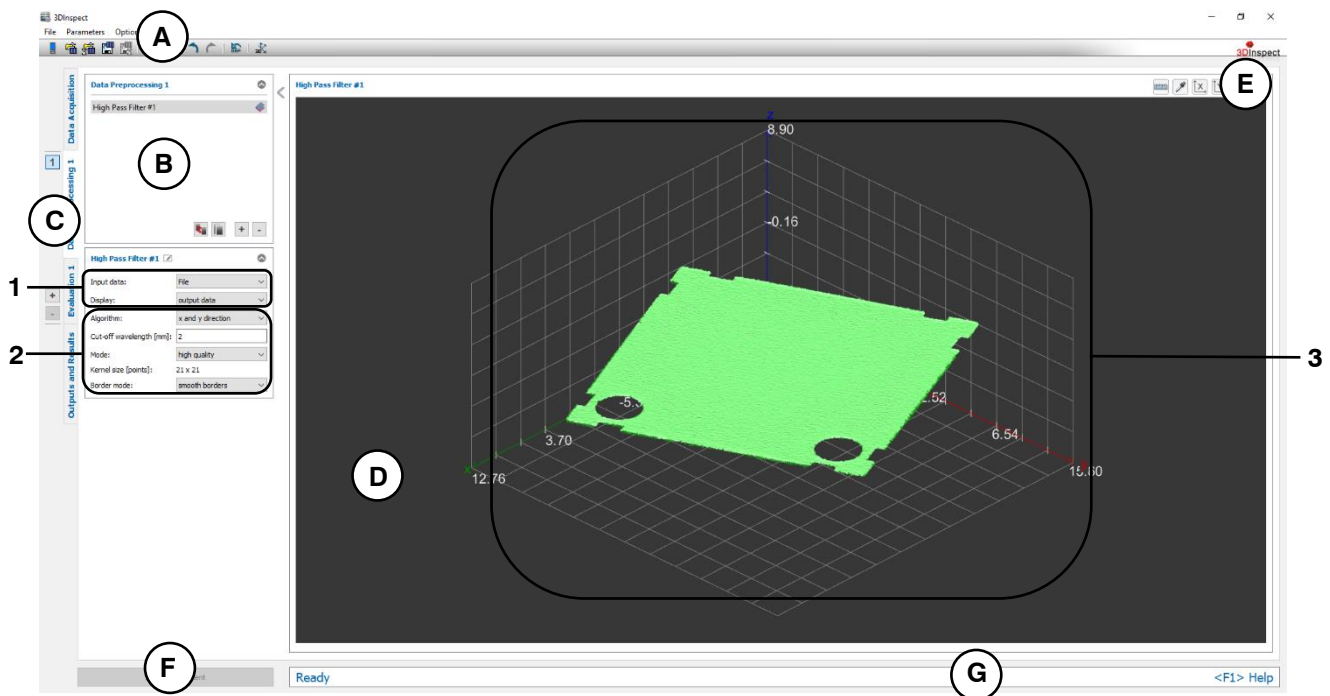 3DInspect
File Parameters
A
3DInspect
E
Data Acquisition
Data Preprocessing 1
High Pass Filter #1
High Pass Filter #1
B
1
C
+
-
High Pass Filter #1
1
Input data: File
Display: output data
Evaluation 1
+
-
2
Algorithm: x and y direction
Cut-off wavelength [mm]: 2
Mode: high quality
Kernel size [points]: 21 x 21
Border mode: smooth borders
Outputs and Results
Z
8.90
-0.16
3
6.54
3.70
12.76
15.60
D
F
Ready
G
<F1> Help